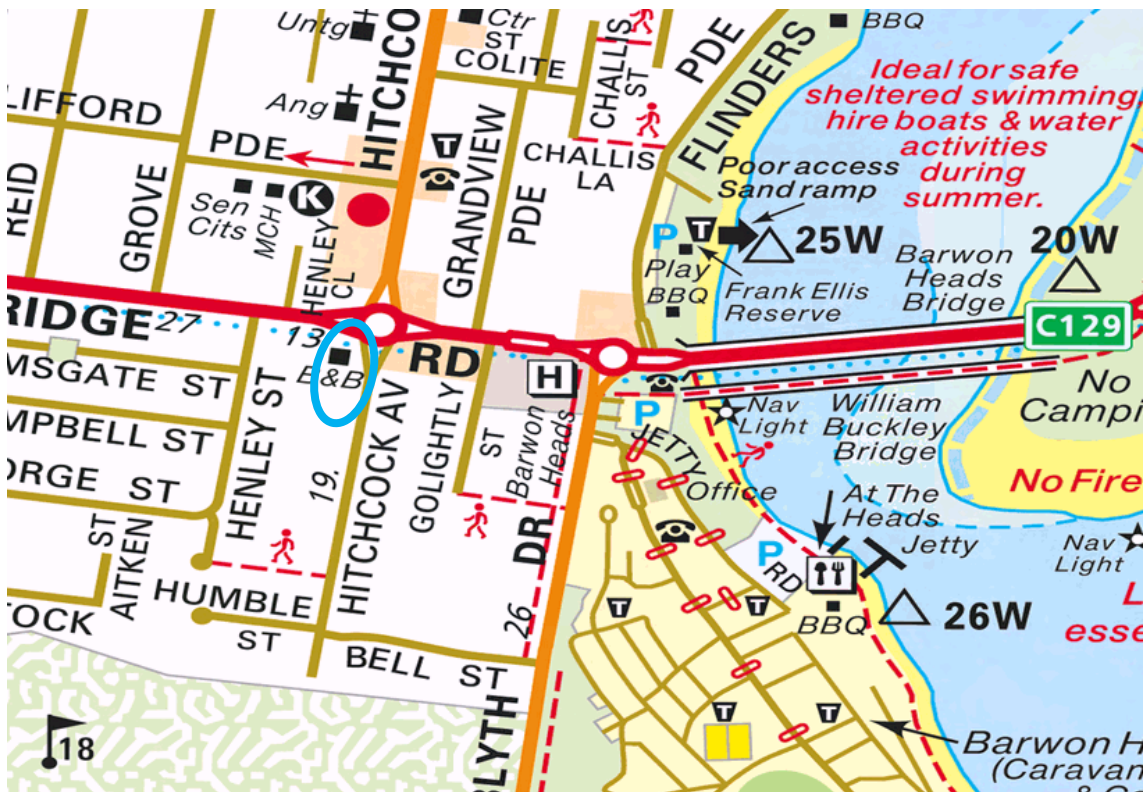 Untg
Ctr
ST
COLITE
BBQ
HITCHCO
CHALLIS
ST
PDE
FLINDERS
Ideal for safe
sheltered swimming
hire boats & water
activities
during
summer.
LIFFORD
Ang
T
PDE
GRANDVIEW
PDE
CHALLIS
LA
Poor access
Sand ramp
REID
GROVE
Sen
Cits
MCH
K
HENLEY
CL
P
T
25W
Play
BBQ
Frank Ellis
Reserve
Barwon
Heads
Bridge
20W
C129
RIDGE
27
13
RD
B&B
H
MSGATE ST
HENLEY ST
HITCHCOCK AV
GOLIGHTLY
ST
Barwon
Heads
P
JETTY
RD
Nav
Light
William
Buckley
Bridge
No
Campi
MPBELL ST
ORGE ST
19.
Office
At The
Heads
Jetty
No Fire
Nav
Light
ST
AITKEN
DR
P
HUMBLE
ST
26
T
T
BBQ
26W
L
esse
TOCK
BELL ST
SLYTH
T
T
18
Barwon H
(Caravan